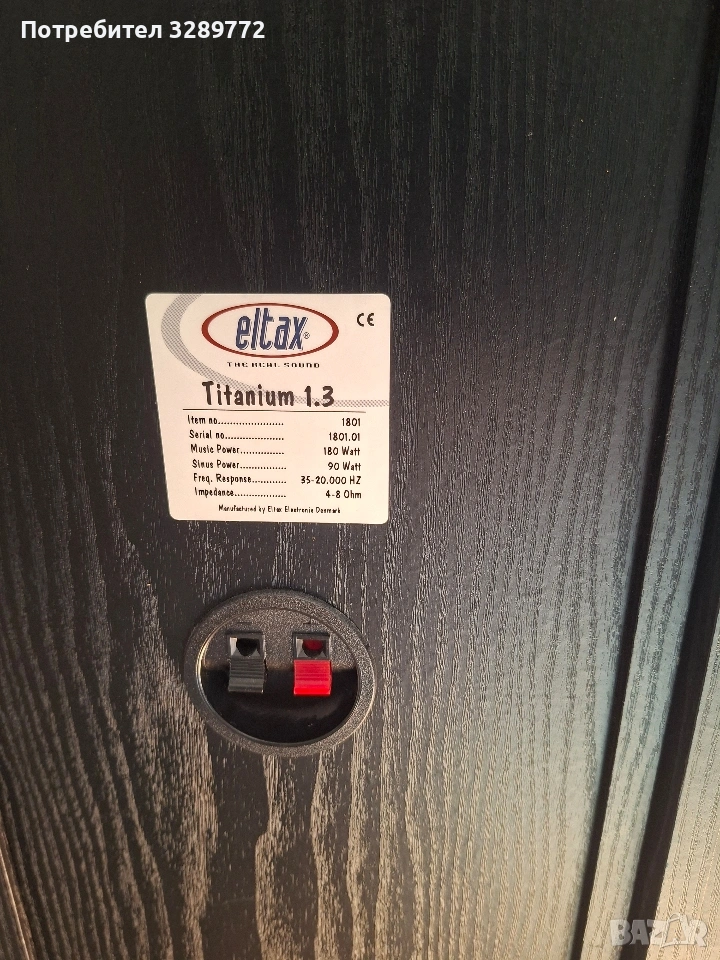 Потребител 3289772
eltax®
CE
THE REAL SOUND
Titanium 1.3
Item no...................... 1801
Serial no.................... 1801.01
Music Power............... 180 Watt
Sinus Power................ 90 Watt
Freq. Response............ 35-20.000 HZ
Impedance.................. 4-8 Ohm
Manufactured by Eltax Electronic Denmark
BAZAR